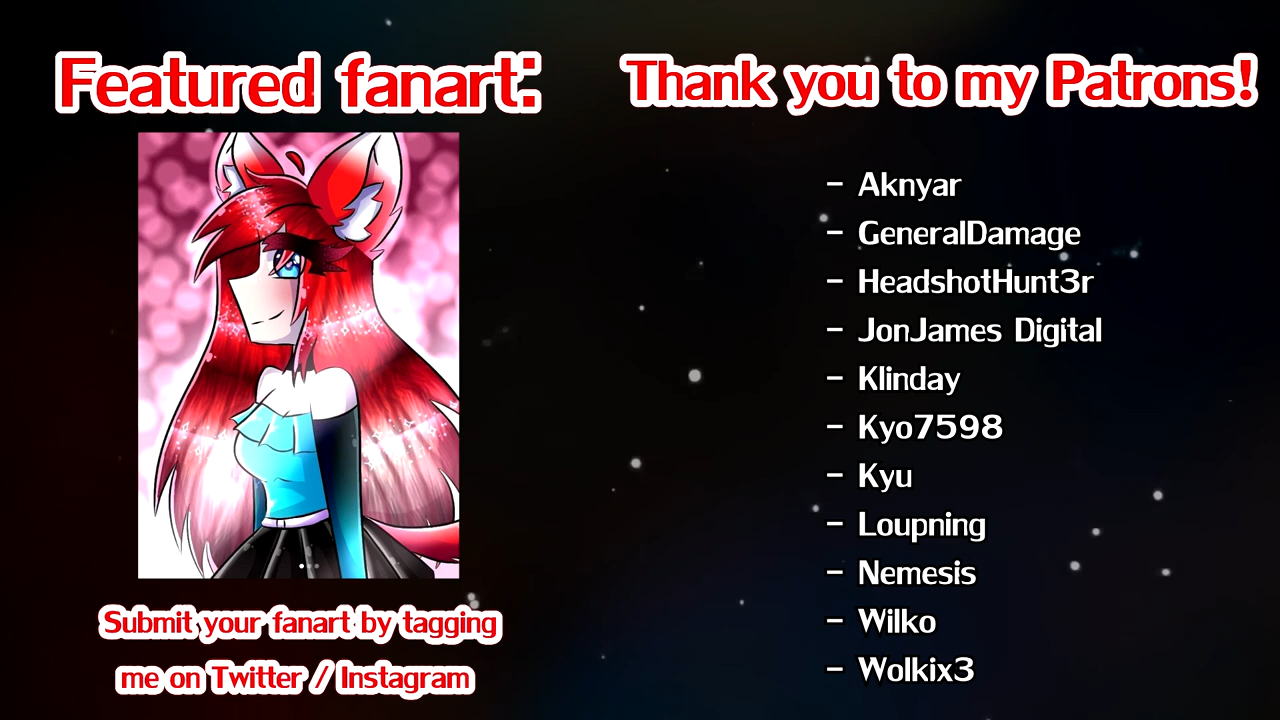 Featured fanart:
Submit your fanart by tagging
me on Twitter / Instagram
Thank you to my Patrons!
- Aknyar
- GeneralDamage
- HeadshotHunt3r
- JonJames Digital
- Klinday
- Kyo7598
- Kyu
- Loupning
- Nemesis
- Wilko
- Wolkix3